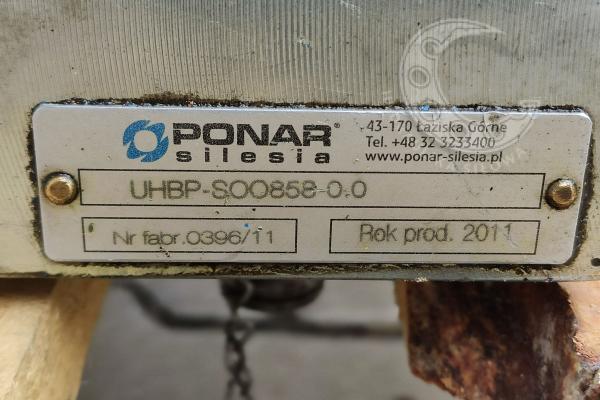 PONAR®
silesia
43-170 Łaziska Górne
Tel. +48 32 3233400
www.ponar-silesia.pl
UHBP-SOO858-0.0
Nr fabr.0396/11
Rok prod. 2011